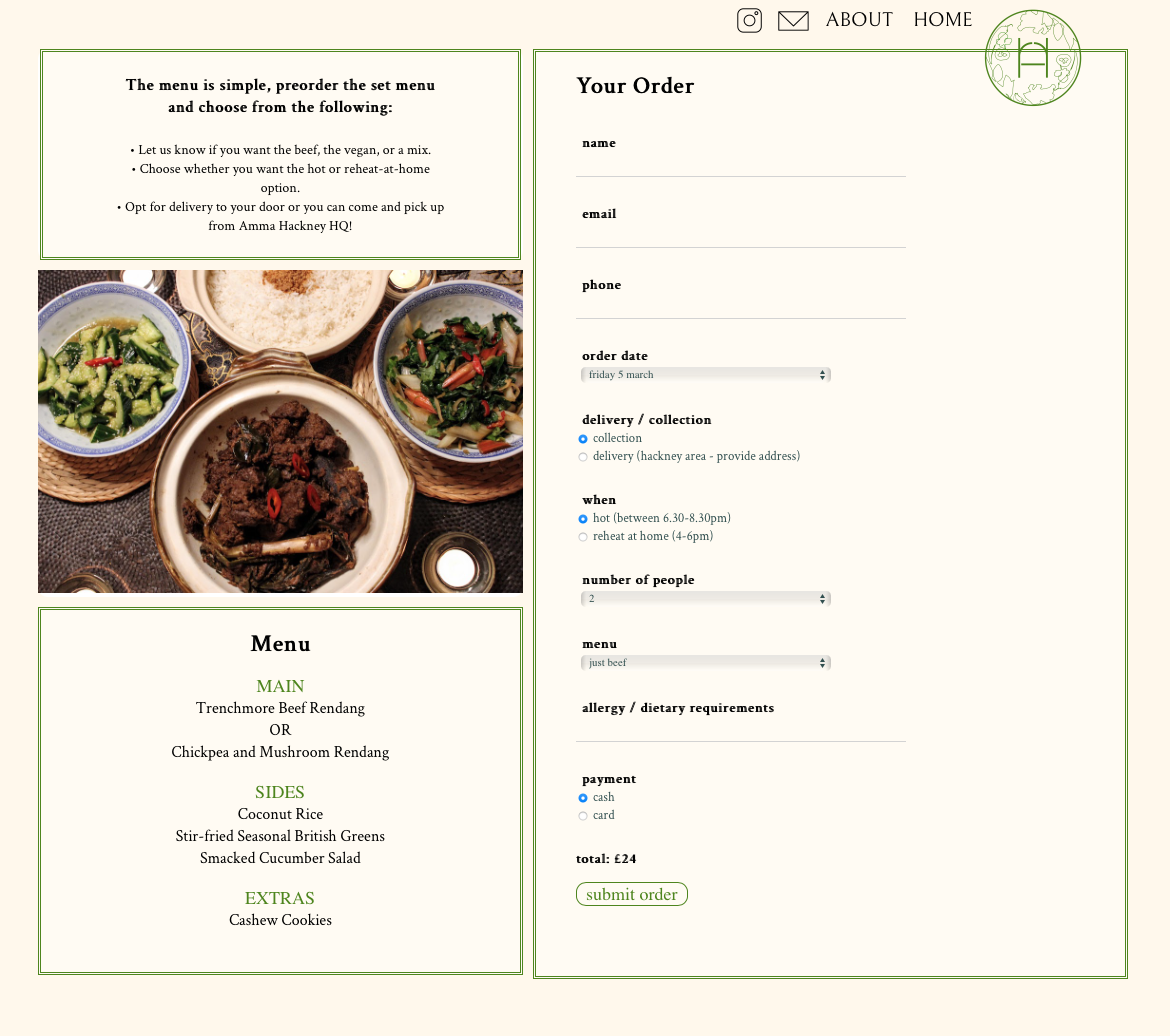 ABOUT HOME
H
The menu is simple, preorder the set menu
and choose from the following:
• Let us know if you want the beef, the vegan, or a mix.
• Choose whether you want the hot or reheat-at-home
option.
• Opt for delivery to your door or you can come and pick up
from Amma Hackney HQ!
Menu
MAIN
Trenchmore Beef Rendang
OR
Chickpea and Mushroom Rendang
SIDES
Coconut Rice
Stir-fried Seasonal British Greens
Smacked Cucumber Salad
EXTRAS
Cashew Cookies
Your Order
name
email
phone
order date
friday 5 march
delivery / collection
collection
delivery (hackney area - provide address)
when
hot (between 6.30-8.30pm)
reheat at home (4-6pm)
number of people
2
menu
just beef
allergy / dietary requirements
payment
cash
card
total: £24
submit order